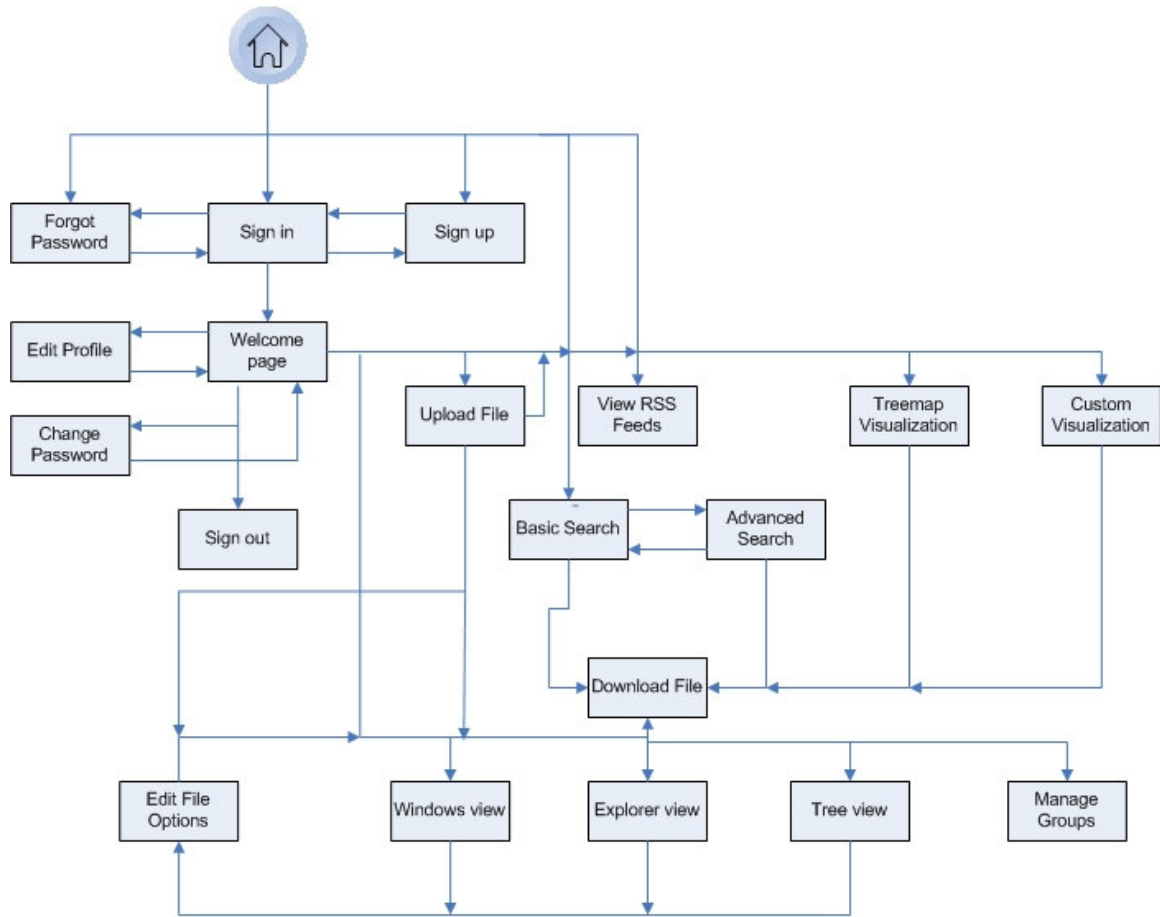 Forgot
Password
Sign in
Sign up
Edit Profile
Welcome
page
Upload File
View RSS
Feeds
Treemap
Visualization
Custom
Visualization
Change
Password
Sign out
Basic Search
Advanced
Search
Download File
Edit File
Options
Windows view
Explorer view
Tree view
Manage
Groups